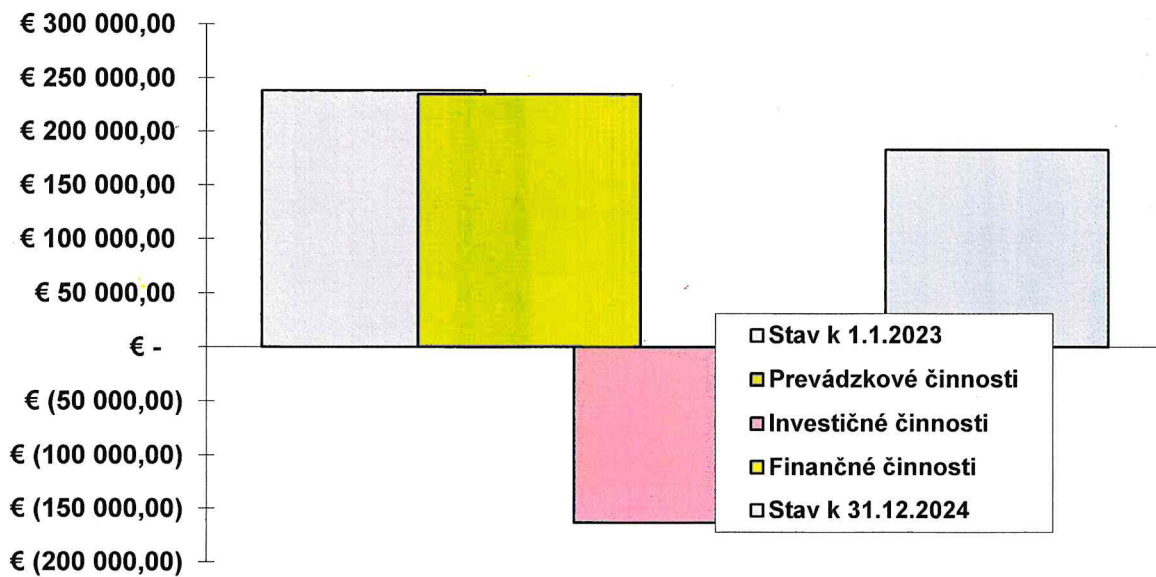 € 300 000,00
€ 250 000,00
€ 200 000,00
€ 150 000,00
€ 100 000,00
€ 50 000,00
€ -
€ (50 000,00)
€ (100 000,00)
€ (150 000,00)
€ (200 000,00)
Stav k 1.1.2023
Prevádzkové činnosti
Investičné činnosti
Finančné činnosti
Stav k 31.12.2024